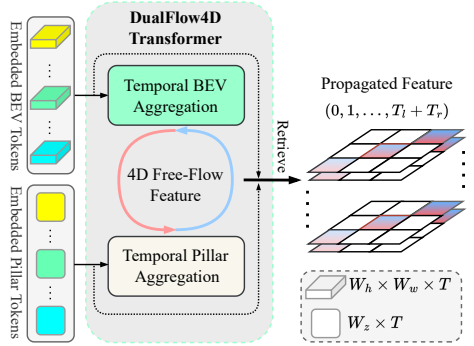 DualFlow4D
Transformer
Embedded BEV Tokens
Temporal BEV
Aggregation
4D Free-Flow
Feature
Temporal Pillar
Aggregation
Embedded Pillar Tokens
Retrieve
Propagated Feature
(0, 1, . . . , T_l + T_r)
W_h × W_w × T
W_z × T